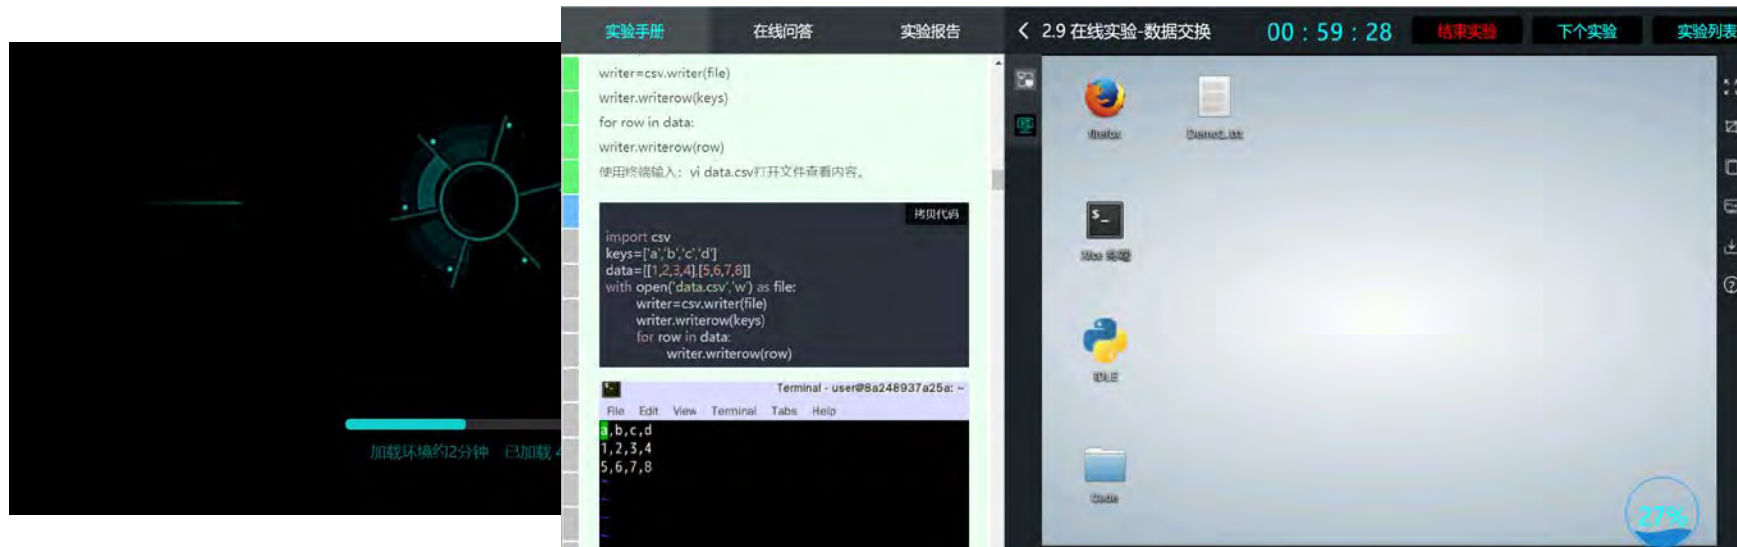 加载环境约2分钟 已加载 4
实验手册 在线问答 实验报告
writer=csv.writer(file)
writer.writerow(keys)
for row in data:
writer.writerow(row)
使用终端输入：vi data.csv打开文件查看内容。
拷贝代码
import csv
keys=['a','b','c','d']
data=[[1,2,3,4],[5,6,7,8]]
with open('data.csv','w') as file:
writer=csv.writer(file)
writer.writerow(keys)
for row in data:
writer.writerow(row)
Terminal - user@8a248937a25a: ~
File Edit View Terminal Tabs Help
a,b,c,d
1,2,3,4
5,6,7,8
~
~
~
~
2.9 在线实验-数据交换 00 : 59 : 28 结束实验 下个实验 实验列表
firefox
$_
Xfce 终端
IDLE
Code
27%